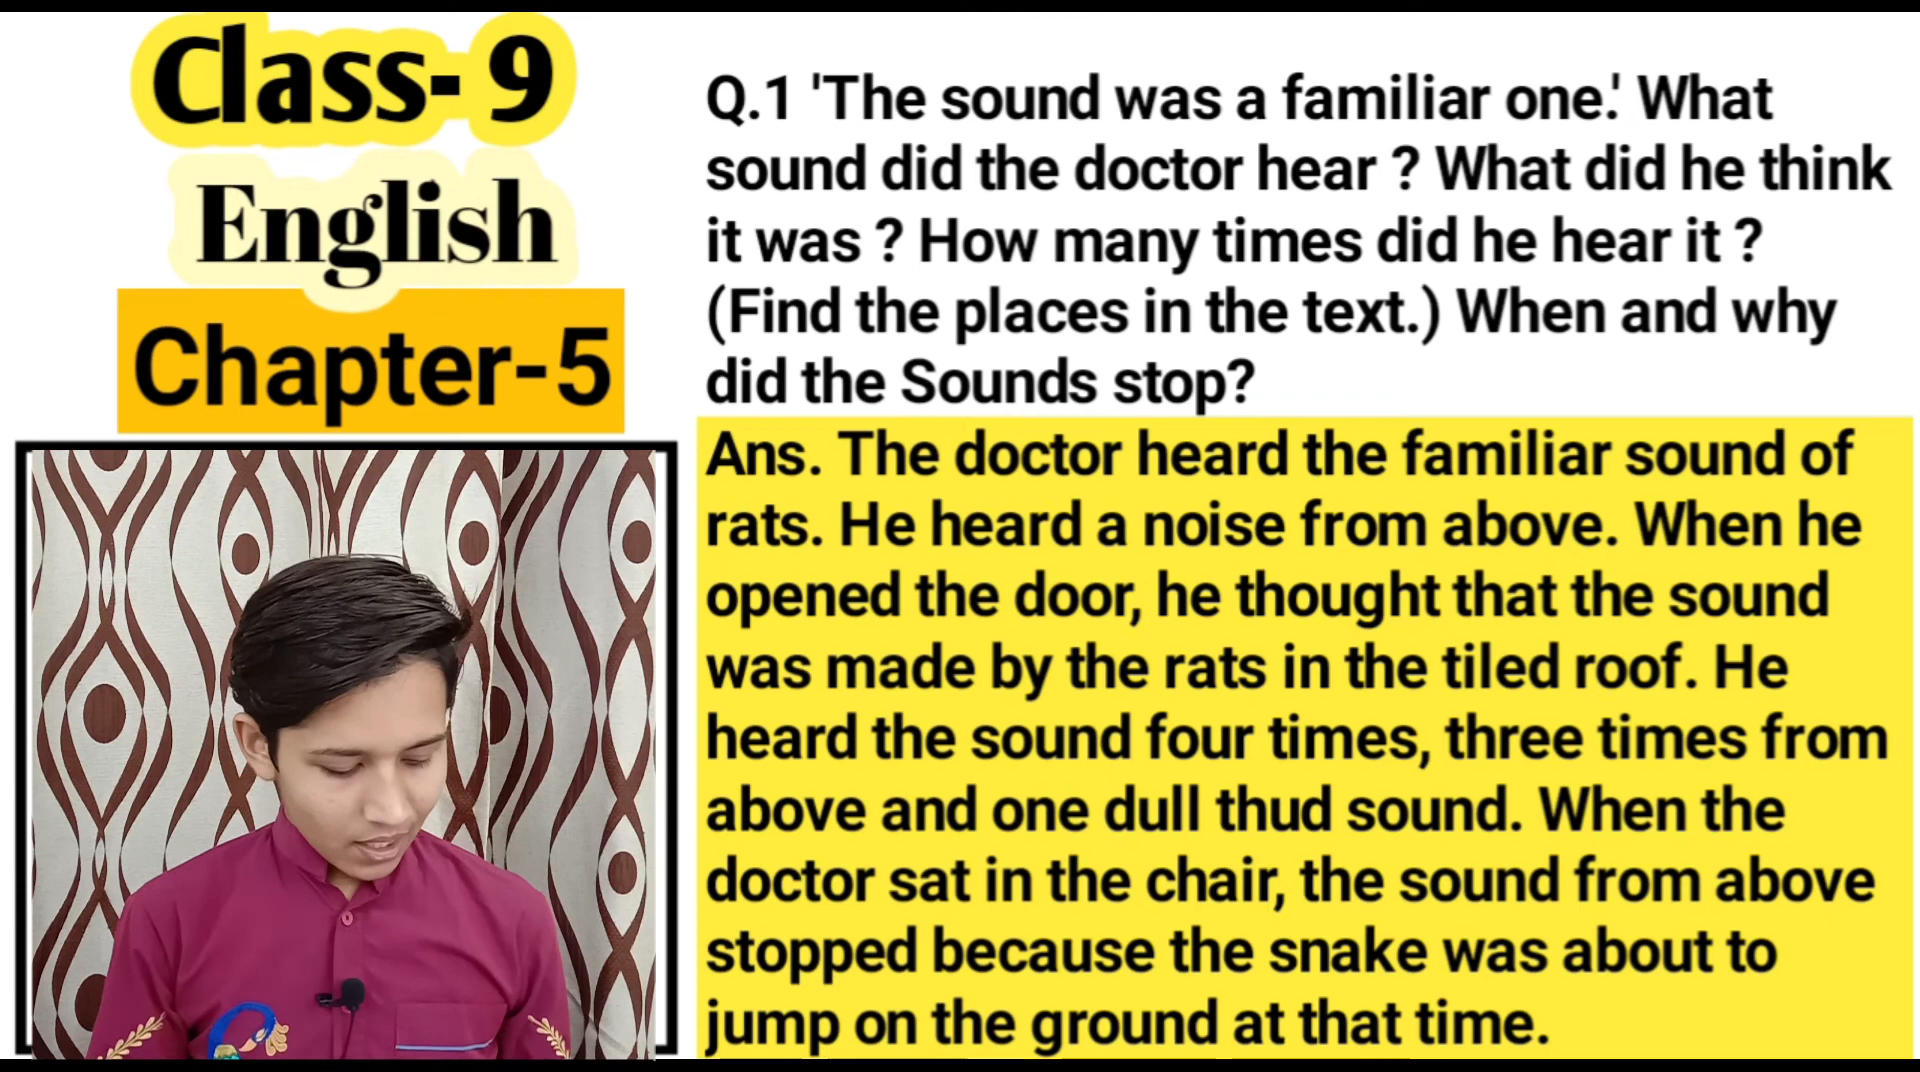 Class- 9
English
Chapter-5
Q.1 'The sound was a familiar one.' What
sound did the doctor hear ? What did he think
it was ? How many times did he hear it ?
(Find the places in the text.) When and why
did the Sounds stop?
Ans. The doctor heard the familiar sound of
rats. He heard a noise from above. When he
opened the door, he thought that the sound
was made by the rats in the tiled roof. He
heard the sound four times, three times from
above and one dull thud sound. When the
doctor sat in the chair, the sound from above
stopped because the snake was about to
jump on the ground at that time.